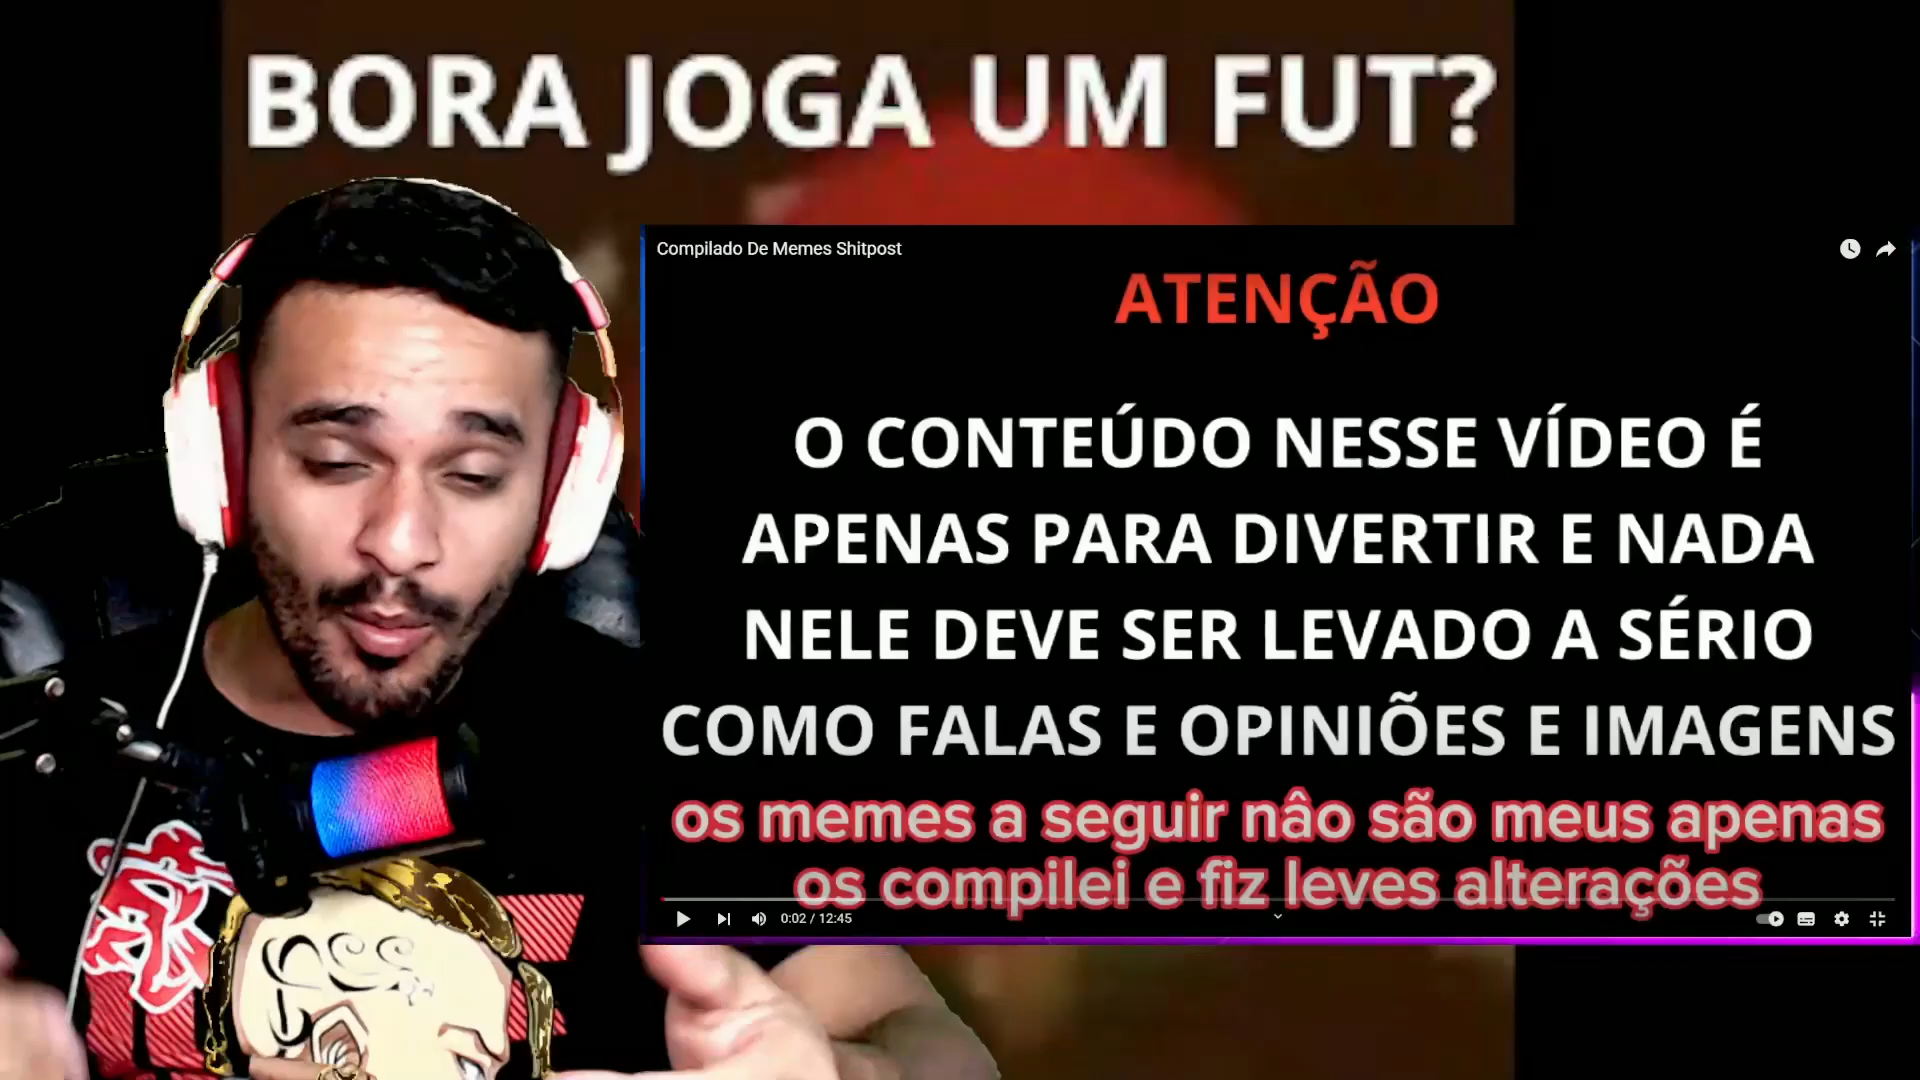 BORA JOGA UM FUT?
Compilado De Memes Shitpost
ATENÇÃO
O CONTEÚDO NESSE VÍDEO É
APENAS PARA DIVERTIR E NADA
NELE DEVE SER LEVADO A SÉRIO
COMO FALAS E OPINIÕES E IMAGENS
os memes a seguir nâo são meus apenas
os compilei e fiz leves alterações
0:02 / 12:45